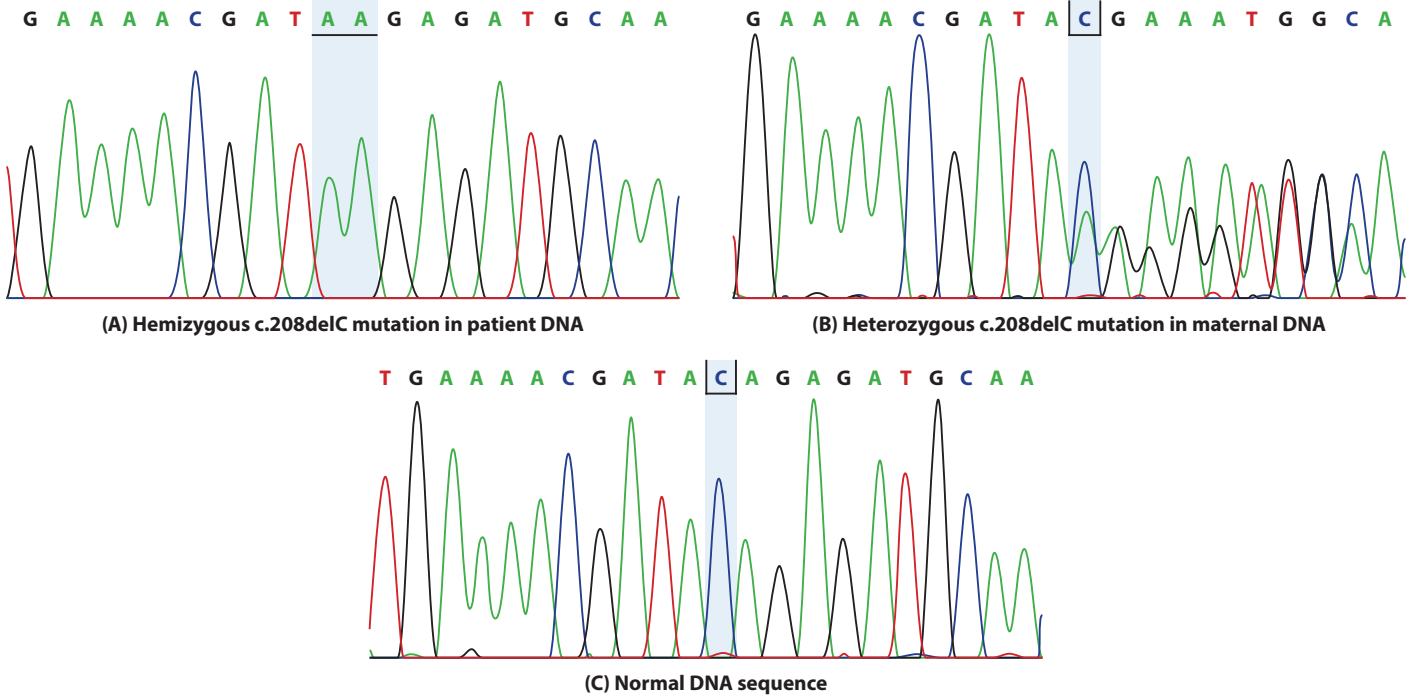 G A A A A C G A T A A G A G A T G C A A
G A A A A C G A T A C G A A A T G G C A
(A) Hemizygous c.208delC mutation in patient DNA
(B) Heterozygous c.208delC mutation in maternal DNA
T G A A A A C G A T A C A G A G A T G C A A
(C) Normal DNA sequence